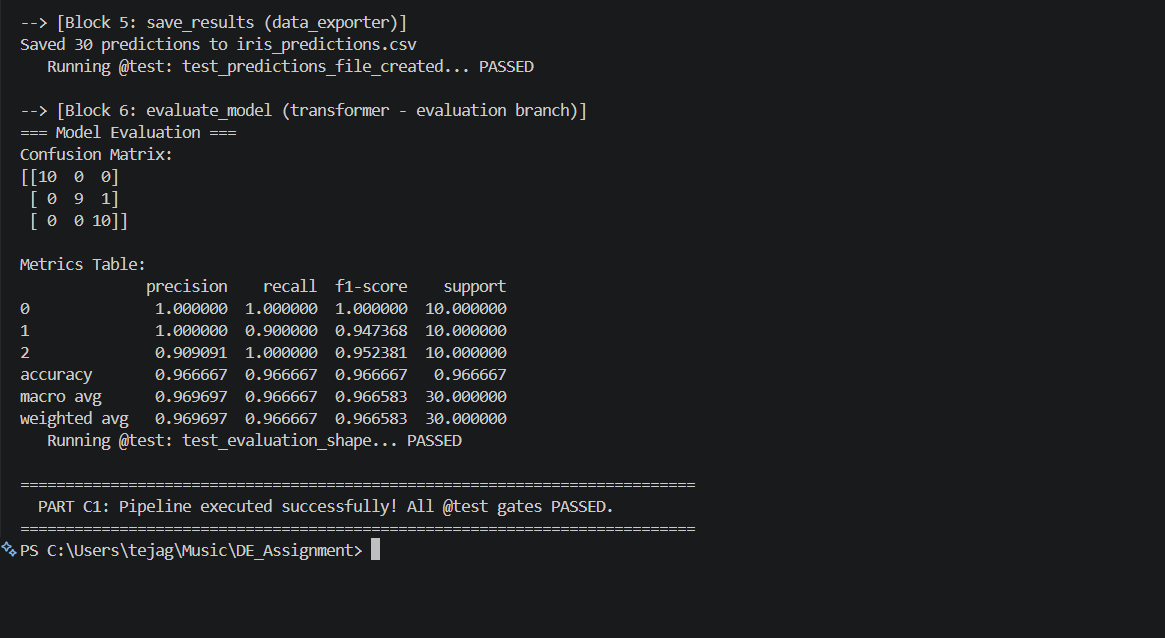 --> [Block 5: save_results (data_exporter)]
Saved 30 predictions to iris_predictions.csv
   Running @test: test_predictions_file_created... PASSED

--> [Block 6: evaluate_model (transformer - evaluation branch)]
=== Model Evaluation ===
Confusion Matrix:
[[10  0  0]
 [ 0  9  1]
 [ 0  0 10]]

Metrics Table:
              precision    recall  f1-score    support
0              1.000000  1.000000  1.000000  10.000000
1              1.000000  0.900000  0.947368  10.000000
2              0.909091  1.000000  0.952381  10.000000
accuracy       0.966667  0.966667  0.966667   0.966667
macro avg      0.969697  0.966667  0.966583  30.000000
weighted avg   0.969697  0.966667  0.966583  30.000000
   Running @test: test_evaluation_shape... PASSED

===========================================================================
  PART C1: Pipeline executed successfully! All @test gates PASSED.
===========================================================================
PS C:\Users\tejag\Music\DE_Assignment>